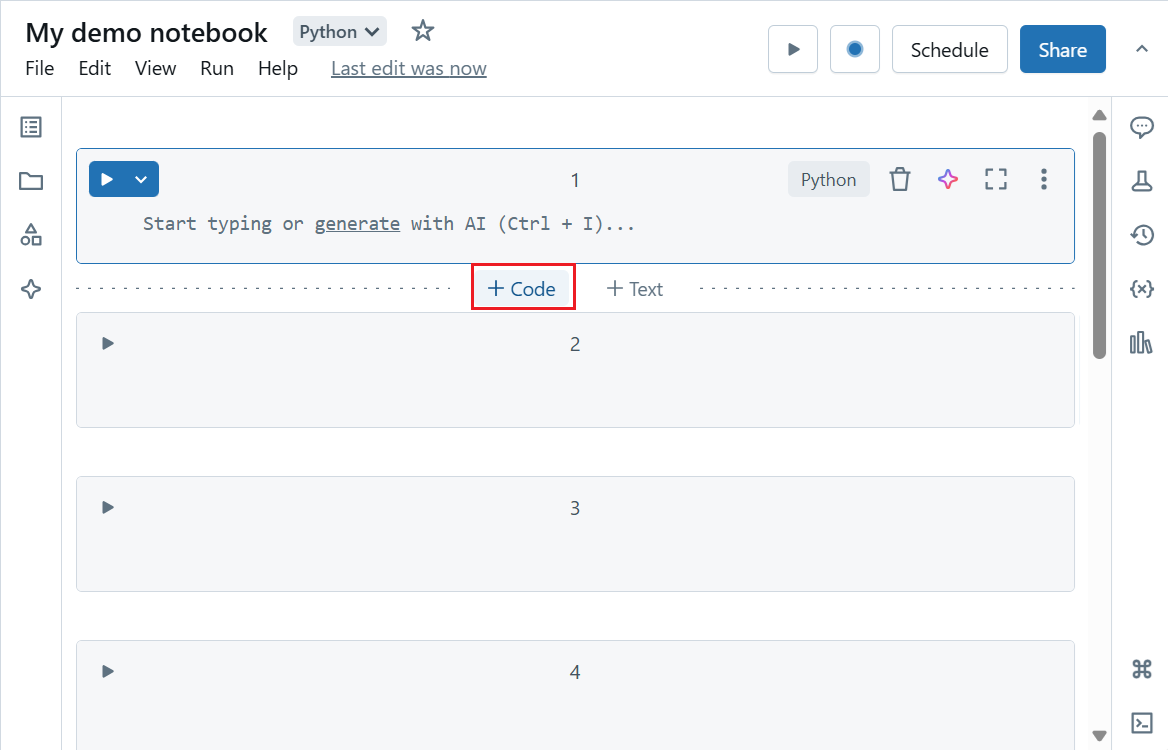 My demo notebook Python
File Edit View Run Help Last edit was now
Schedule Share
1 Python
Start typing or generate with AI (Ctrl + I)...
+ Code + Text
2
3
4